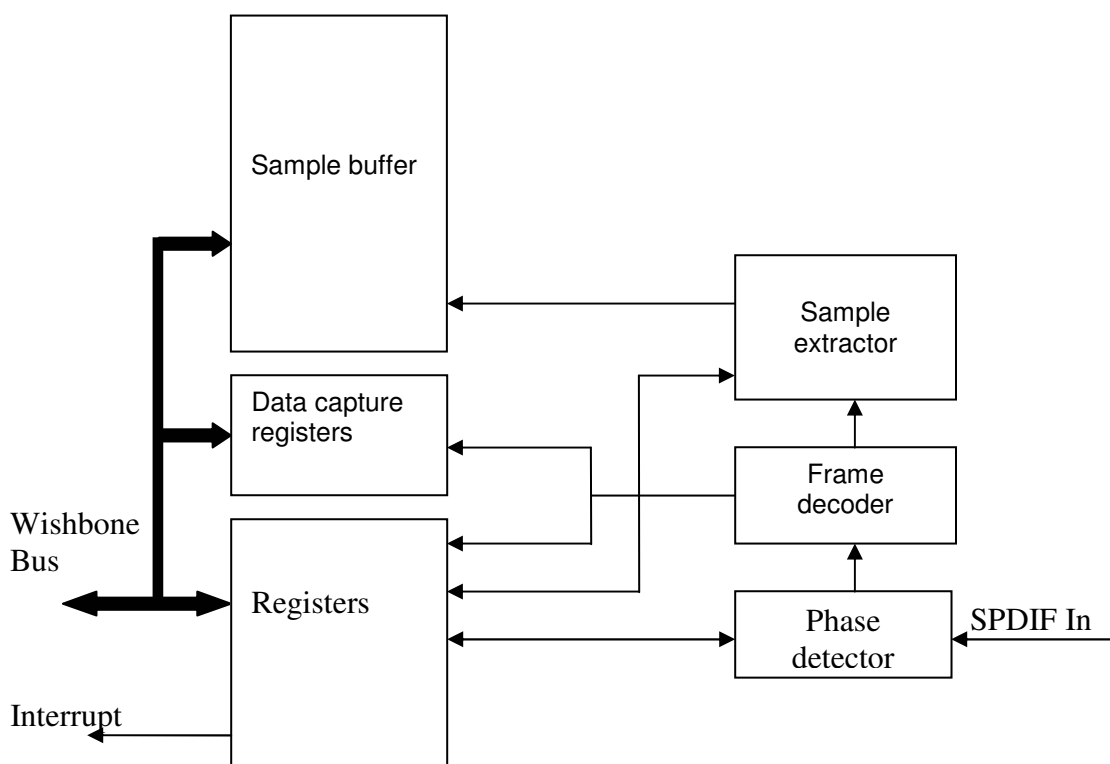 Sample buffer
Sample
extractor
Data capture
registers
Frame
decoder
Wishbone
Bus
Registers
Phase
detector
SPDIF In
Interrupt